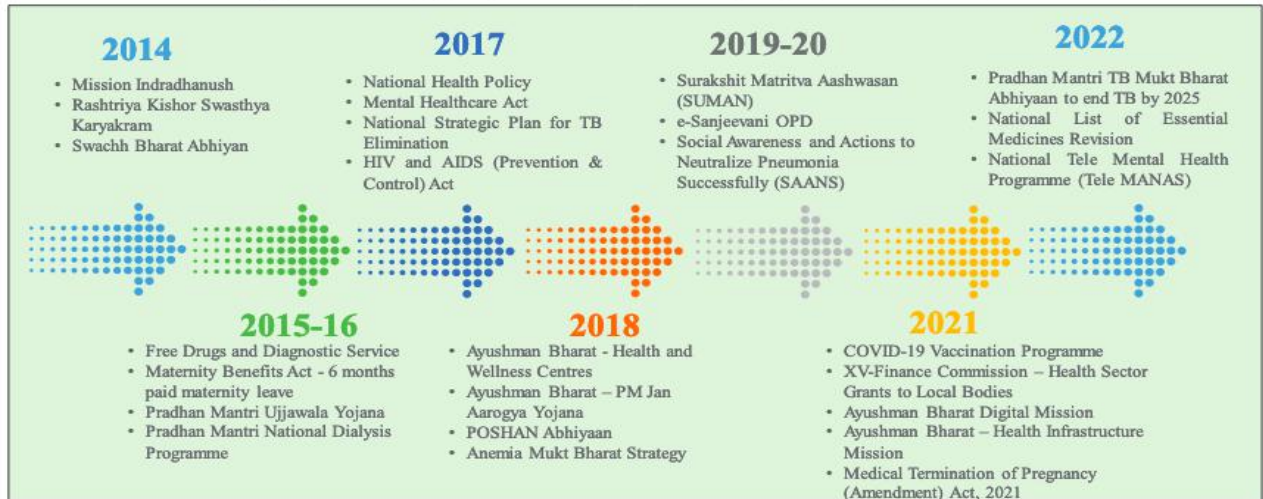 2014
• Mission Indradhanush
• Rashtriya Kishor Swasthya
Karyakram
• Swachh Bharat Abhiyan
2017
• National Health Policy
• Mental Healthcare Act
• National Strategic Plan for TB
Elimination
• HIV and AIDS (Prevention &
Control) Act
2019-20
• Surakshit Matritva Aashwasan
(SUMAN)
• e-Sanjeevani OPD
• Social Awareness and Actions to
Neutralize Pneumonia
Successfully (SAANS)
2022
• Pradhan Mantri TB Mukt Bharat
Abhiyaan to end TB by 2025
• National List of Essential
Medicines Revision
• National Tele Mental Health
Programme (Tele MANAS)
2015-16
• Free Drugs and Diagnostic Service
• Maternity Benefits Act - 6 months
paid maternity leave
• Pradhan Mantri Ujjawala Yojana
• Pradhan Mantri National Dialysis
Programme
2018
• Ayushman Bharat - Health and
Wellness Centres
• Ayushman Bharat – PM Jan
Aarogya Yojana
• POSHAN Abhiyaan
• Anemia Mukt Bharat Strategy
2021
• COVID-19 Vaccination Programme
• XV-Finance Commission – Health Sector
Grants to Local Bodies
• Ayushman Bharat Digital Mission
• Ayushman Bharat – Health Infrastructure
Mission
• Medical Termination of Pregnancy
(Amendment) Act, 2021